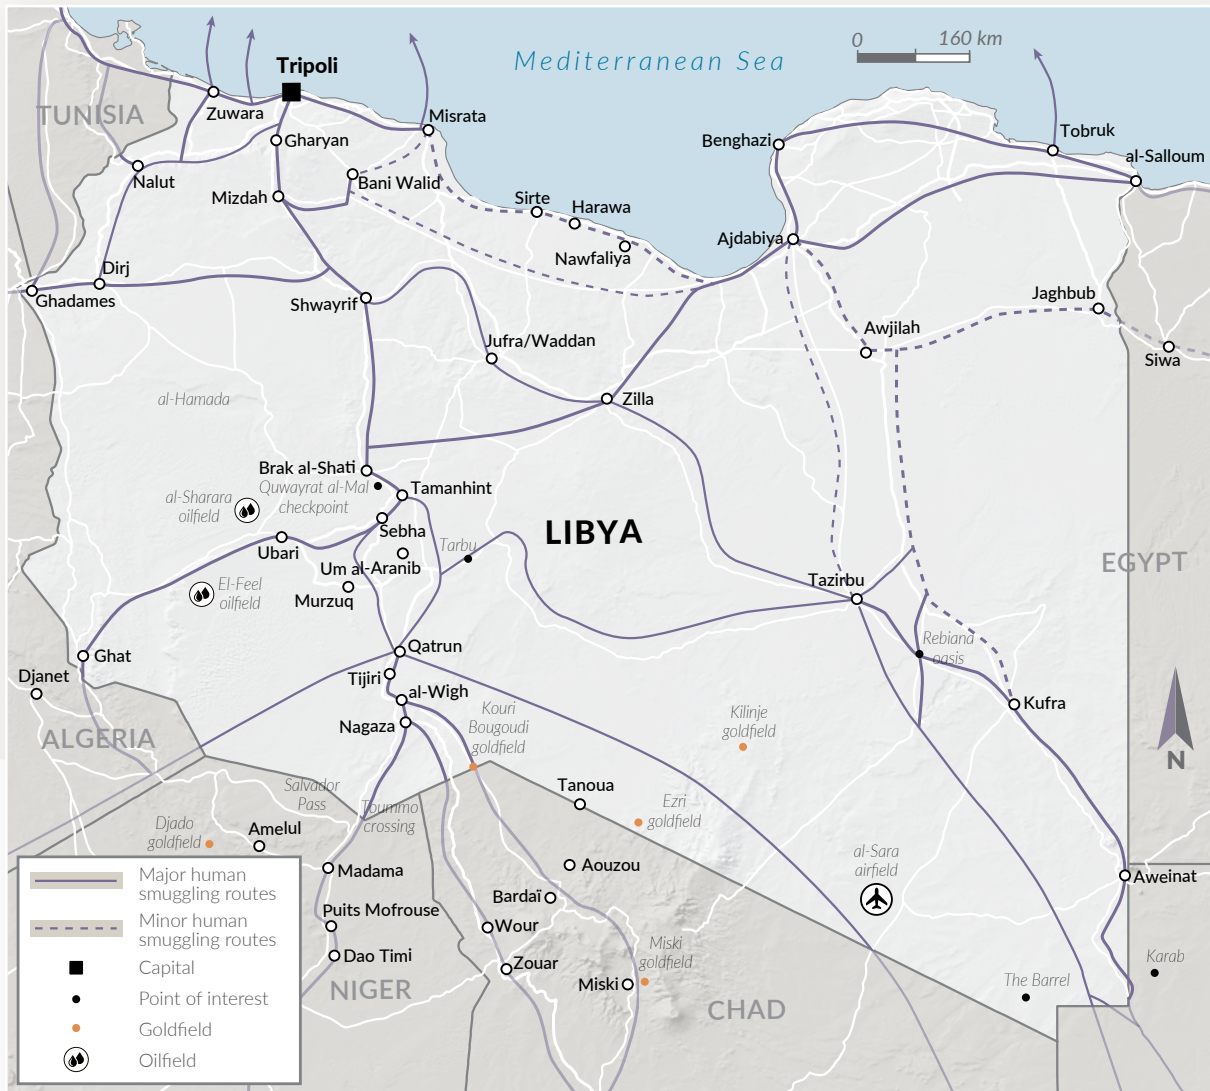 0
160 km
Mediterranean Sea
Tripoli
TUNISIA
Zuwara
Misrata
Gharyan
Benghazi
Tobruk
al-Salloum
Nalut
Bani Walid
Mizdah
Sirte
Harawa
Nawfaliya
Ajdabiya
Dirj
Ghadames
Shwayrif
Jaghbub
Awjilah
Siwa
Jufra/Waddan
al-Hamada
Zilla
Brak al-Shati
Quwayrat al-Mal
checkpoint
Tamanhint
al-Sharara
oilfield
Sebha
LIBYA
Ubari
Tarbu
Um al-Aranib
EGYPT
El-Feel
oilfield
Murzuq
Tazirbu
Rebiana
oasis
Qatrun
Ghat
Djanet
Tijiri
al-Wigh
Kufra
Nagaza
Kouri
Bougoudi
goldfield
Kilinje
goldfield
ALGERIA
N
Salvador
Pass
Toummo
crossing
Tanoua
Ezri
goldfield
Djado
goldfield
Amelul
al-Sara
airfield
Madama
Aouzou
Aweinat
Bardaï
Puits Mofrouse
Wour
Dao Timi
Zouar
Miski
goldfield
Miski
Karab
The Barrel
NIGER
CHAD
Major human
smuggling routes
Minor human
smuggling routes
Capital
Point of interest
Goldfield
Oilfield